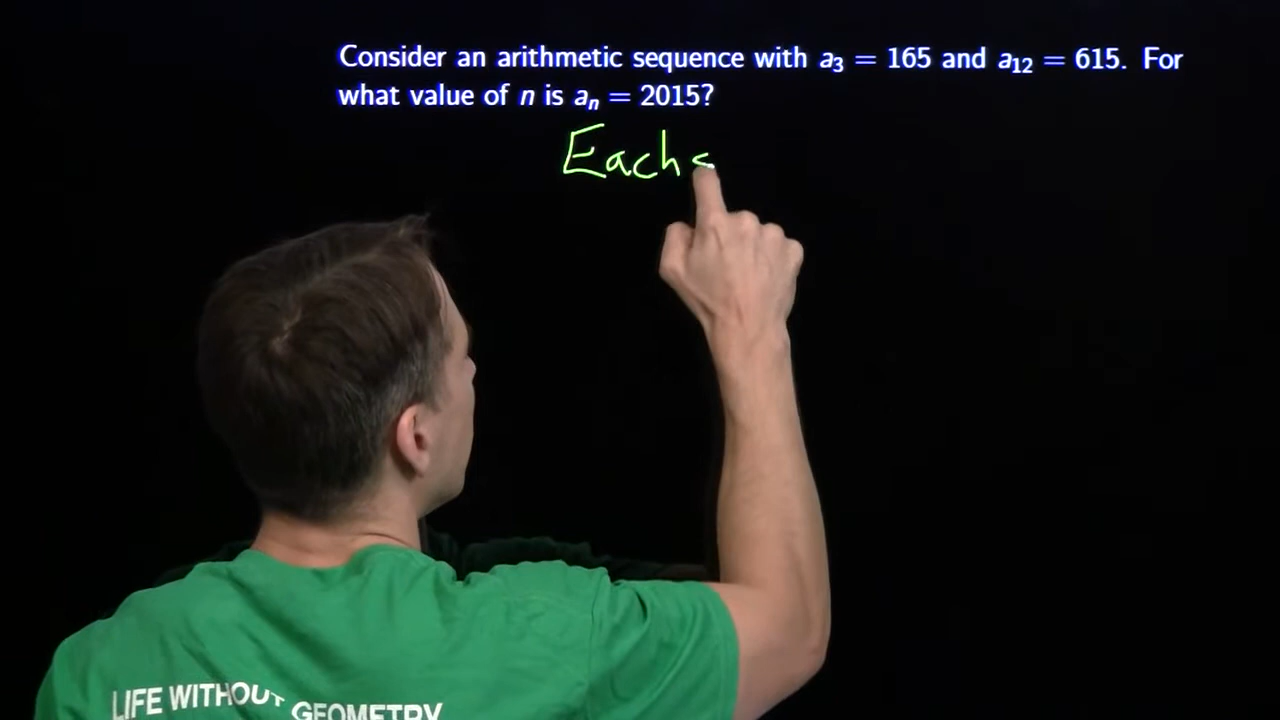 Consider an arithmetic sequence with a₃ = 165 and a₁₂ = 615. For
what value of n is aₙ = 2015?
Each s
LIFE WITHOUT GEOMETRY